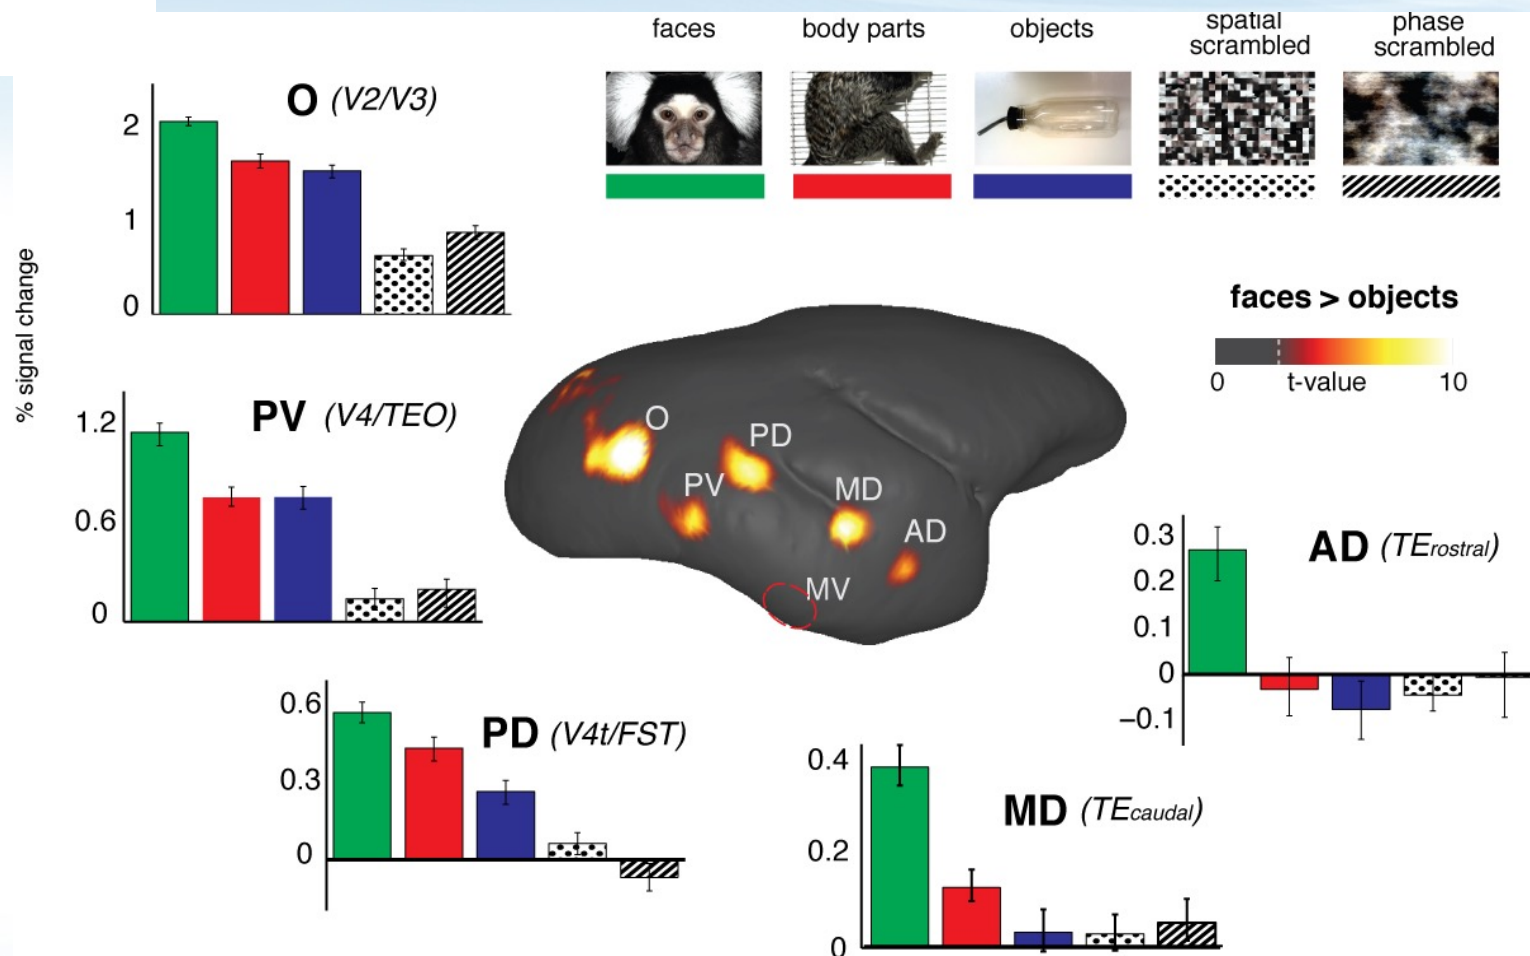 faces
body parts
objects
spatial
scrambled
phase
scrambled
% signal change
O (V2/V3)
2
1
0
faces > objects
0
t-value
10
PV (V4/TEO)
1.2
0.6
0
O
PD
PV
MD
AD
MV
AD (TErostral)
0.3
0.2
0.1
0
−0.1
PD (V4t/FST)
0.6
0.3
0
MD (TEcaudal)
0.4
0.2
0